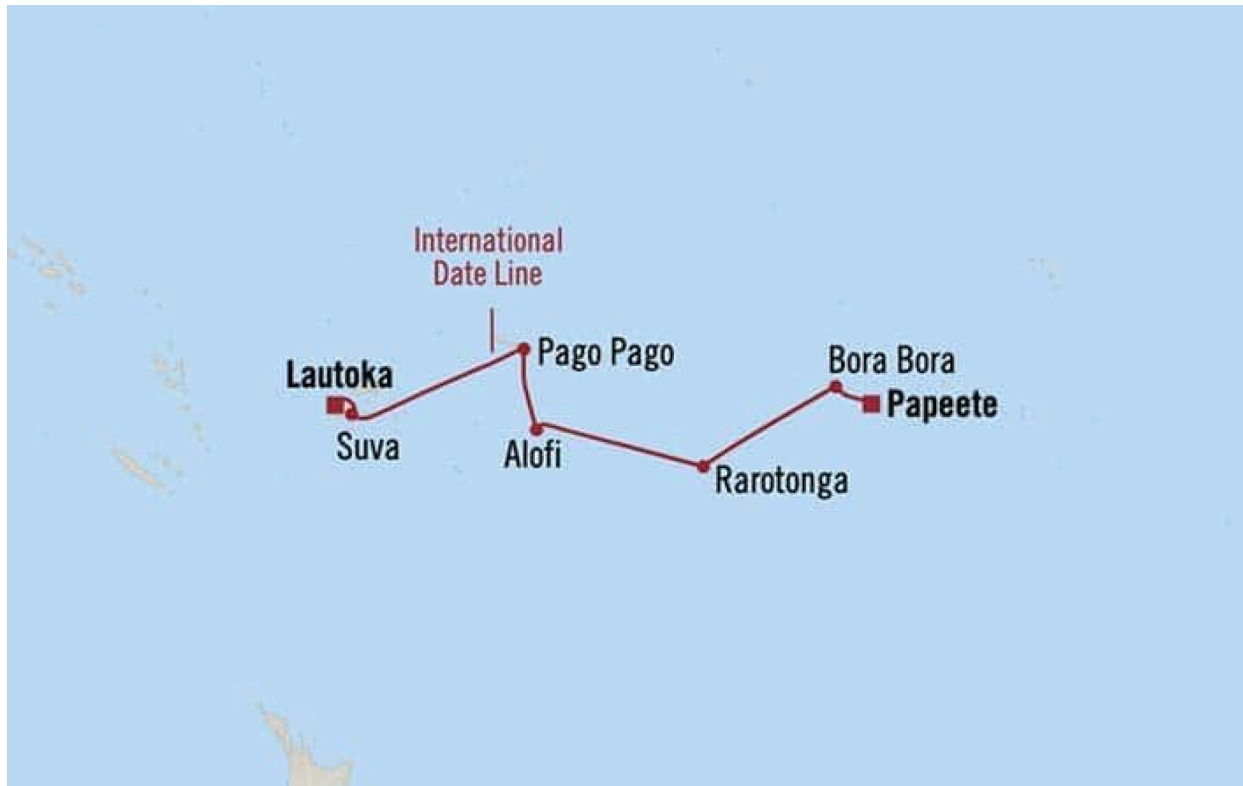 International
Date Line
Pago Pago
Lautoka
Bora Bora
Papeete
Suva
Alofi
Rarotonga